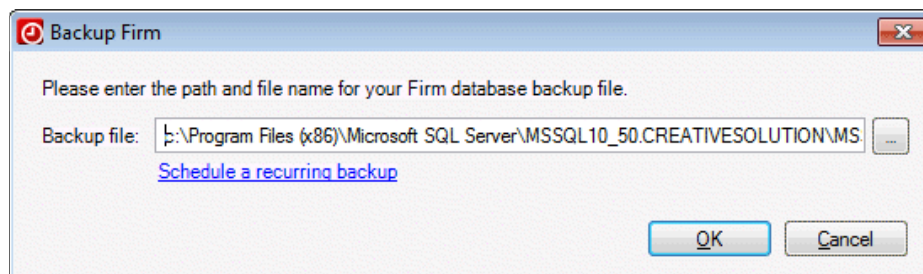 Backup Firm
Please enter the path and file name for your Firm database backup file.
Backup file: c:\Program Files (x86)\Microsoft SQL Server\MSSQL10_50.CREATIVESOLUTION\MS
...
Schedule a recurring backup
OK Cancel